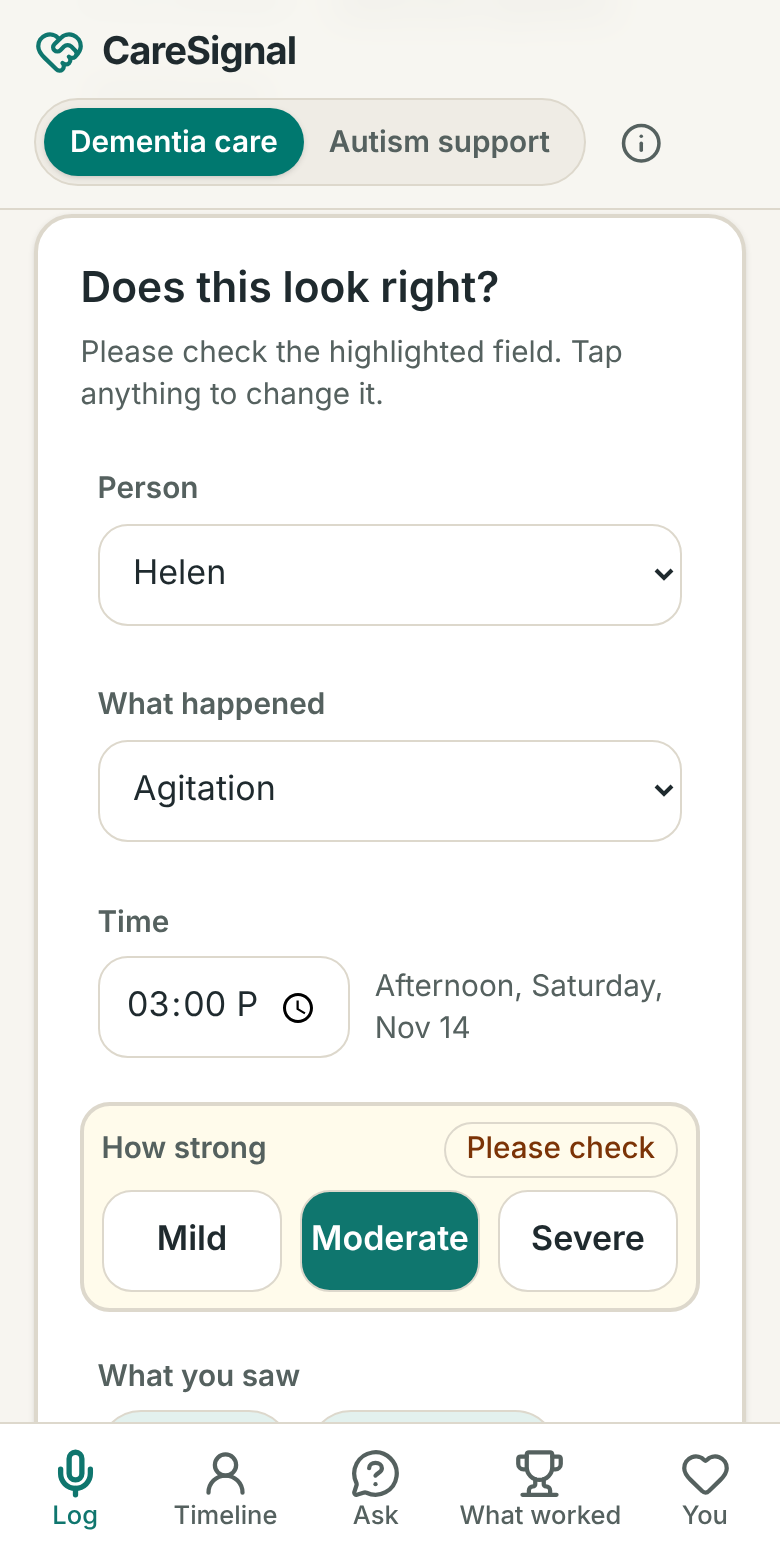 CareSignal
Dementia care
Autism support
Does this look right?
Please check the highlighted field. Tap
anything to change it.
Person
Helen
What happened
Agitation
Time
03:00 P
Afternoon, Saturday,
Nov 14
How strong
Please check
Mild
Moderate
Severe
What you saw
Log
Timeline
Ask
What worked
You